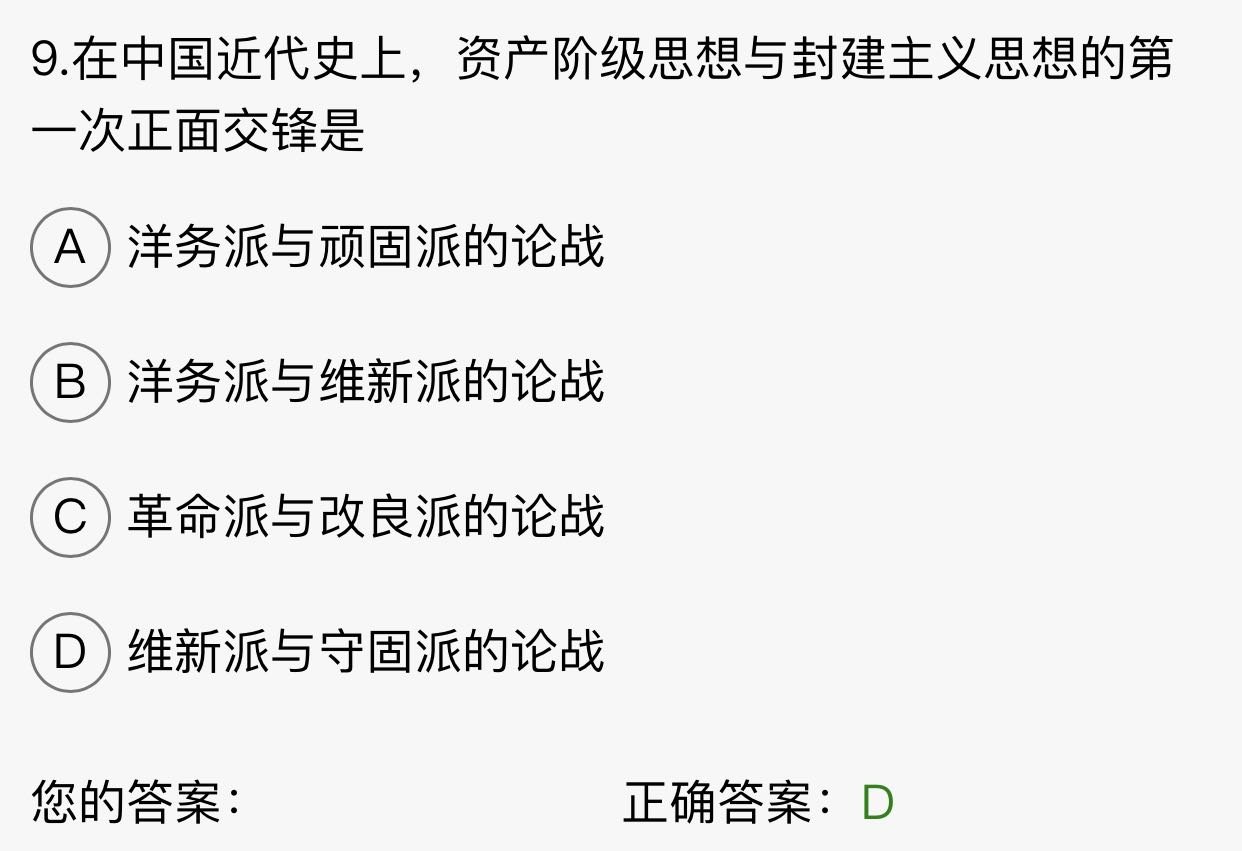 9.在中国近代史上，资产阶级思想与封建主义思想的第
一次正面交锋是
A 洋务派与顽固派的论战
B 洋务派与维新派的论战
C 革命派与改良派的论战
D 维新派与守固派的论战
您的答案： 正确答案：D